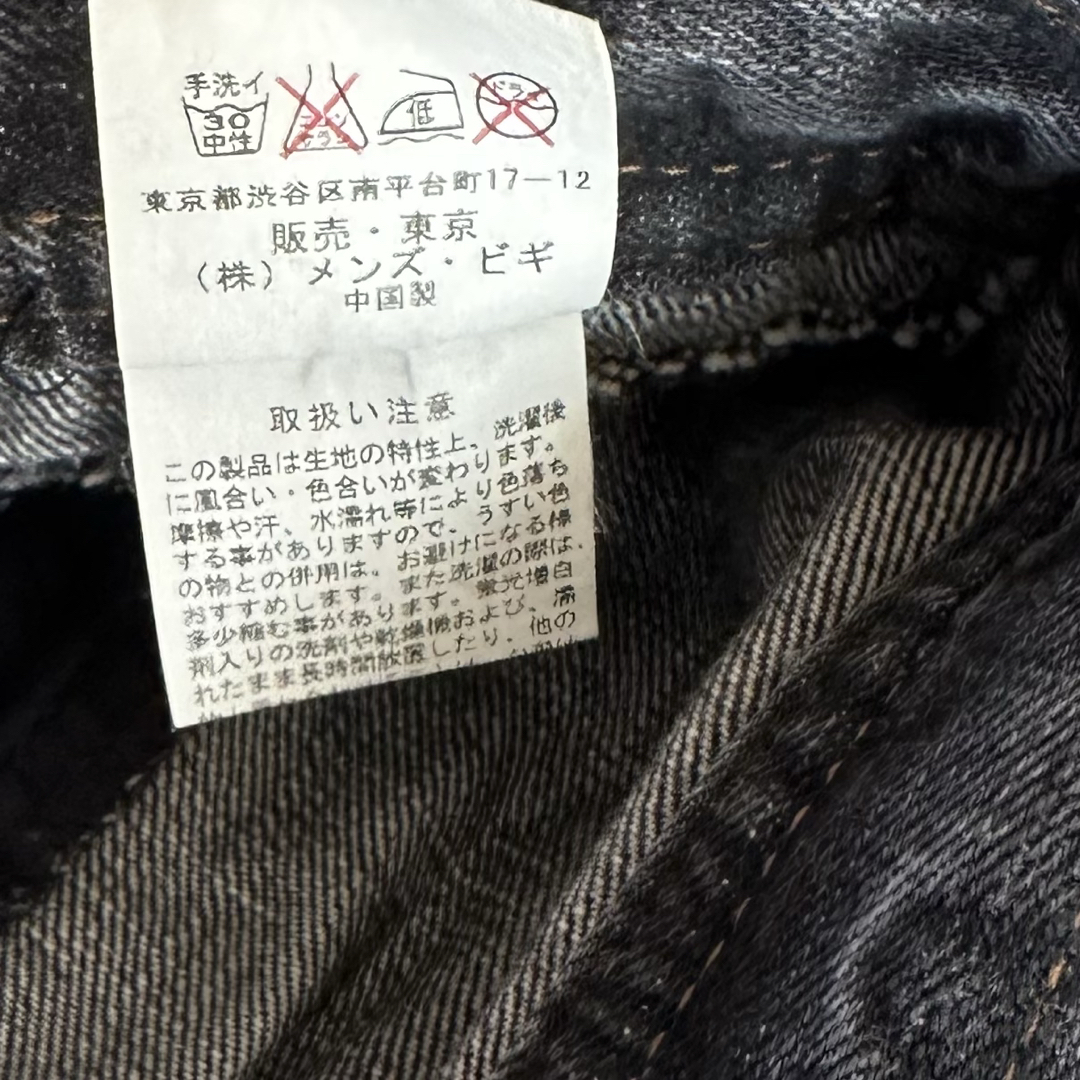 手洗イ
30
中性
低
ドライ
東京都渋谷区南平台町17-12
販売・東京
(株)メンズ・ビギ
中国製
取扱い注意
この製品は生地の特性上、洗濯後
に風合い・色合いが変わります。
摩擦や汗、水濡れ等により色落ち
する事がありますので、うすい色
の物との併用は、お避けになる様
おすすめします。また洗濯の際は、
多少縮む事があります。蛍光増白
剤入りの洗剤や乾燥機および、濡
れたまま長時間放置したり、他の